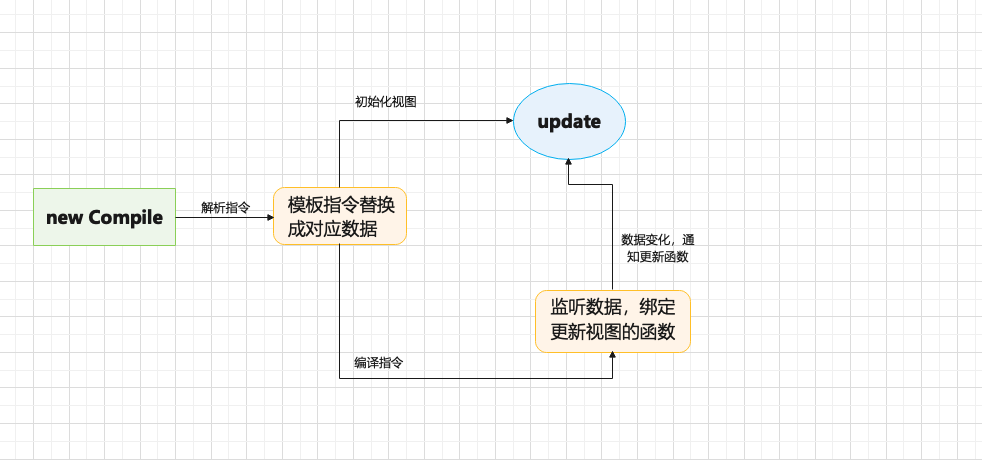 初始化视图
update
new Compile
解析指令
模板指令替换
成对应数据
数据变化，通
知更新函数
监听数据，绑定
更新视图的函数
编译指令